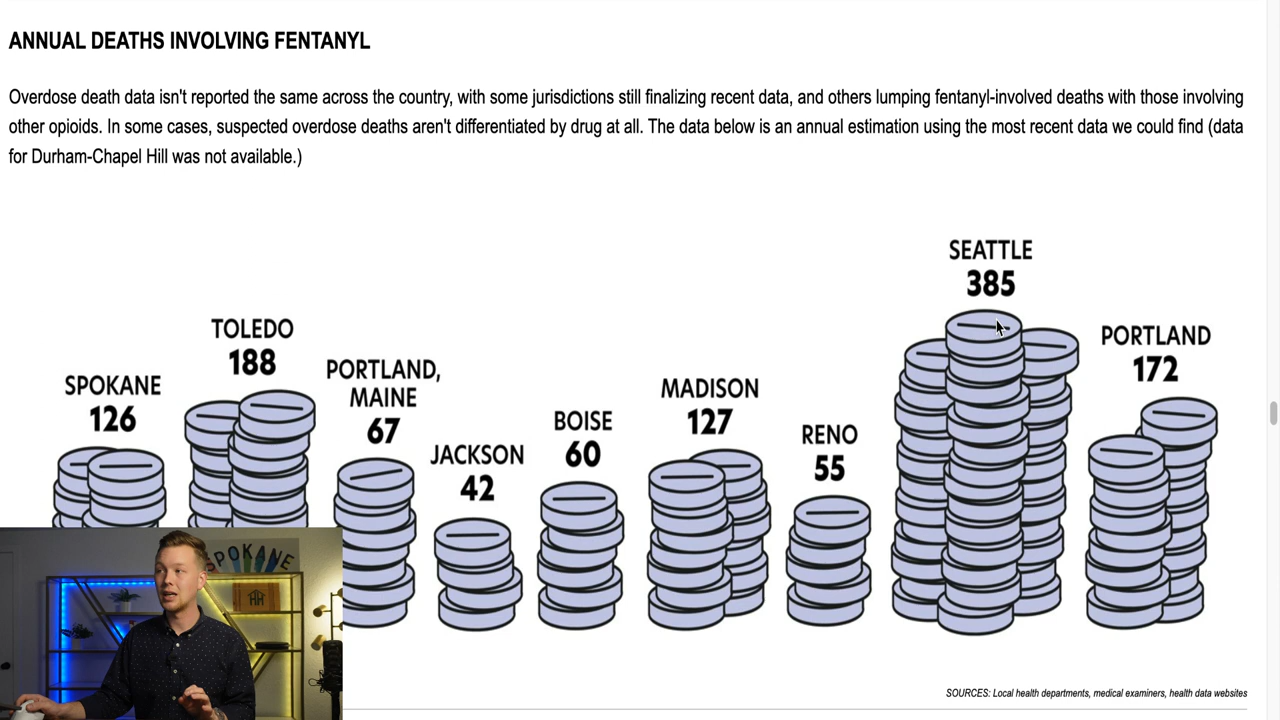 ANNUAL DEATHS INVOLVING FENTANYL
Overdose death data isn't reported the same across the country, with some jurisdictions still finalizing recent data, and others lumping fentanyl-involved deaths with those involving
other opioids. In some cases, suspected overdose deaths aren't differentiated by drug at all. The data below is an annual estimation using the most recent data we could find (data
for Durham-Chapel Hill was not available.)
SPOKANE
126
TOLEDO
188
PORTLAND,
MAINE
67
JACKSON
42
BOISE
60
MADISON
127
RENO
55
SEATTLE
385
PORTLAND
172
SPOKANE
HH
SOURCES: Local health departments, medical examiners, health data websites